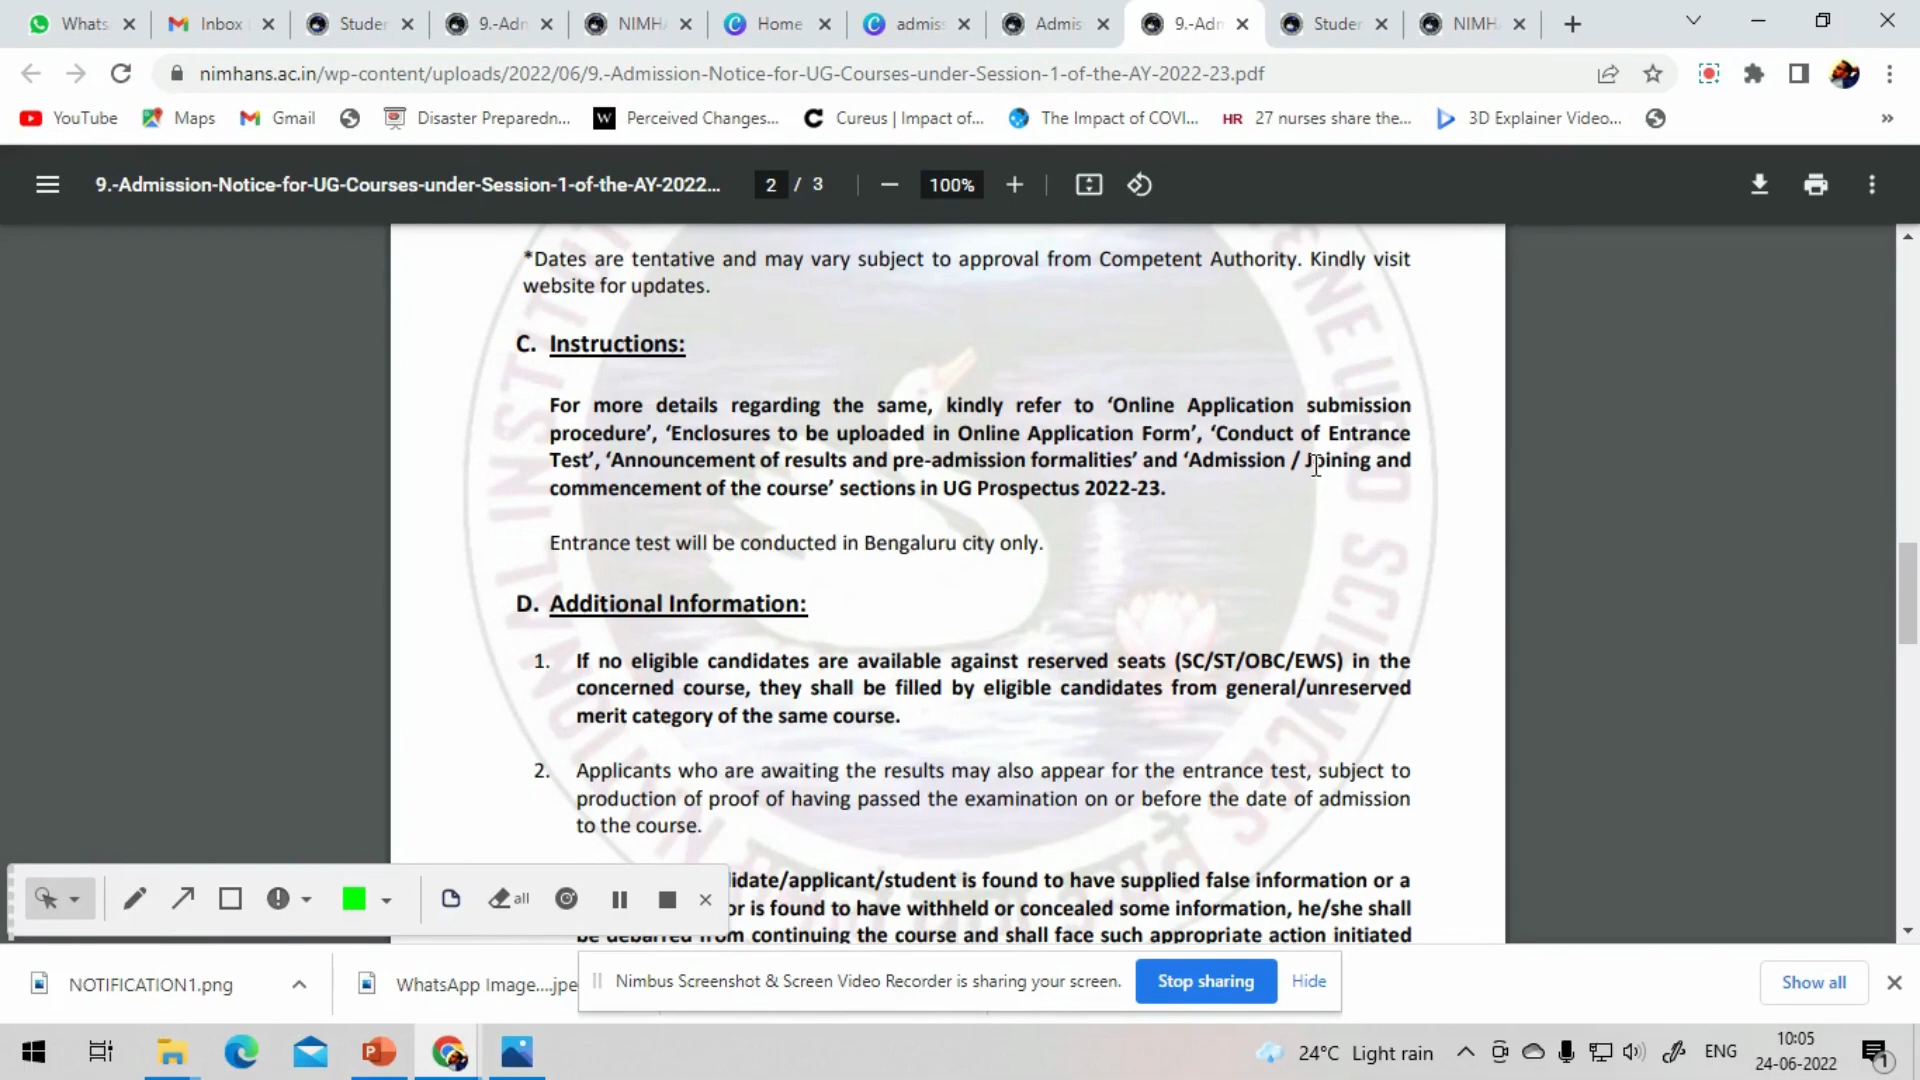 Whats
Inbox
Studer
9.-Adn
NIMH
Home
admiss
Admis
9.-Adn
Studer
NIMH
nimhans.ac.in/wp-content/uploads/2022/06/9.-Admission-Notice-for-UG-Courses-under-Session-1-of-the-AY-2022-23.pdf
YouTube
Maps
Gmail
Disaster Preparedn...
W
Perceived Changes...
Cureus | Impact of...
The Impact of COVI...
HR
27 nurses share the...
3D Explainer Video...
»
9.-Admission-Notice-for-UG-Courses-under-Session-1-of-the-AY-2022...
2 / 3
100%
*Dates are tentative and may vary subject to approval from Competent Authority. Kindly visit
website for updates.
C. Instructions:
For more details regarding the same, kindly refer to ‘Online Application submission
procedure’, ‘Enclosures to be uploaded in Online Application Form’, ‘Conduct of Entrance
Test’, ‘Announcement of results and pre-admission formalities’ and ‘Admission / Joining and
commencement of the course’ sections in UG Prospectus 2022-23.
Entrance test will be conducted in Bengaluru city only.
D. Additional Information:
1. If no eligible candidates are available against reserved seats (SC/ST/OBC/EWS) in the
concerned course, they shall be filled by eligible candidates from general/unreserved
merit category of the same course.
2. Applicants who are awaiting the results may also appear for the entrance test, subject to
production of proof of having passed the examination on or before the date of admission
to the course.
idate/applicant/student is found to have supplied false information or a
or is found to have withheld or concealed some information, he/she shall
be debarred from continuing the course and shall face such appropriate action initiated
all
NOTIFICATION1.png
WhatsApp Image....jpe
Nimbus Screenshot & Screen Video Recorder is sharing your screen.
Stop sharing
Hide
Show all
24°C Light rain
ENG
10:05
24-06-2022
1